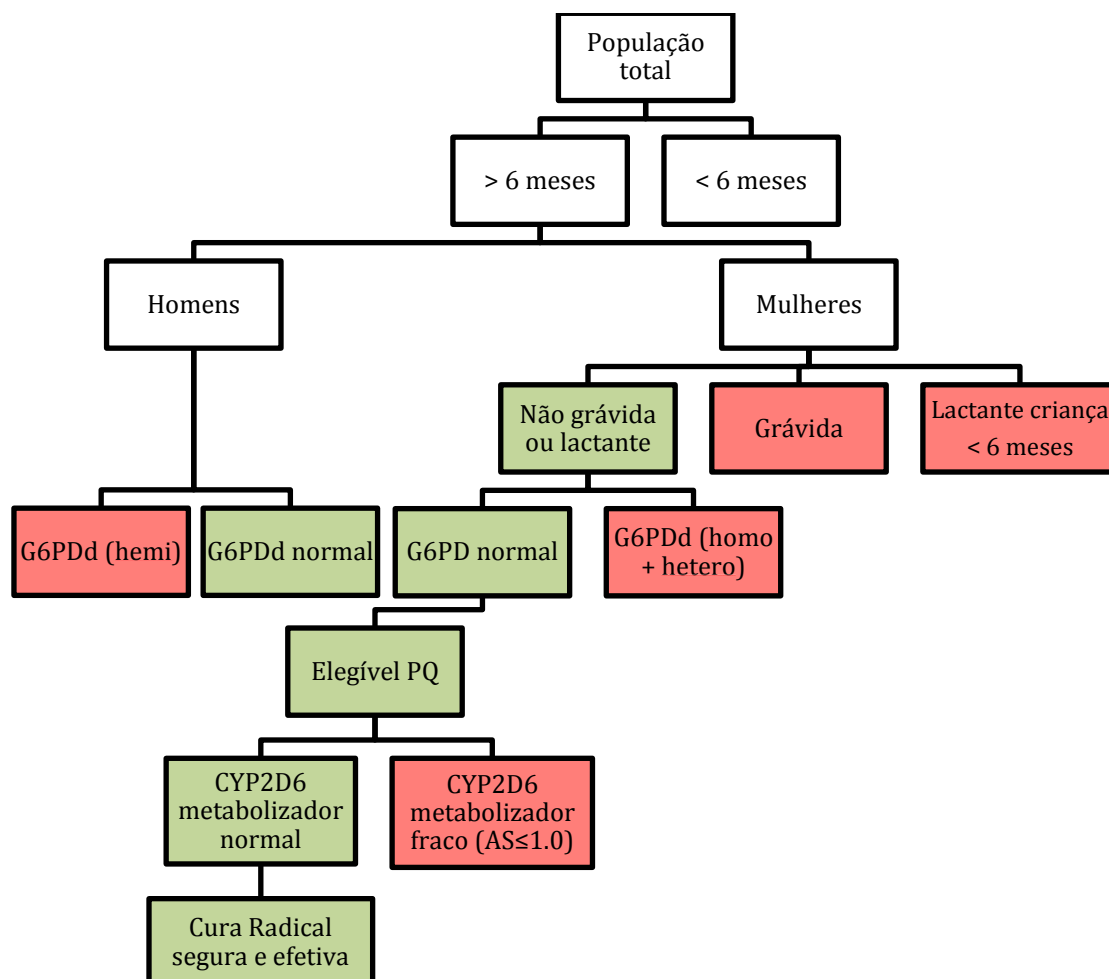 População
total
> 6 meses
< 6 meses
Homens
Mulheres
Não grávida
ou lactante
Grávida
Lactante criança
< 6 meses
G6PDd (hemi)
G6PDd normal
G6PD normal
G6PDd (homo
+ hetero)
Elegível PQ
CYP2D6
metabolizador
normal
CYP2D6
metabolizador
fraco (AS≤1.0)
Cura Radical
segura e efetiva